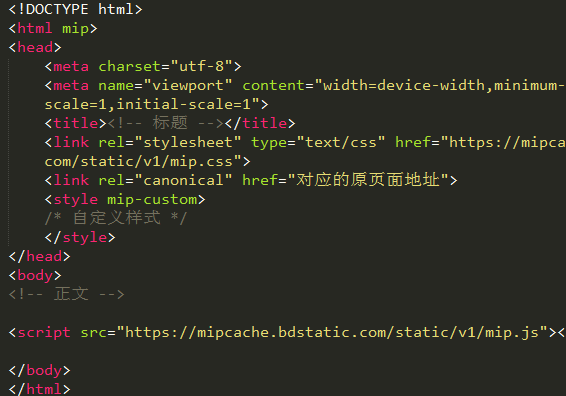 <!DOCTYPE html>
<html mip>
<head>
<meta charset="utf-8">
<meta name="viewport" content="width=device-width,minimum-
scale=1,initial-scale=1">
<title><!-- 标题 --></title>
<link rel="stylesheet" type="text/css" href="https://mipca
com/static/v1/mip.css">
<link rel="canonical" href="对应的原页面地址">
<style mip-custom>
/* 自定义样式 */
</style>
</head>
<body>
<!-- 正文 -->
<script src="https://mipcache.bdstatic.com/static/v1/mip.js"><
</body>
</html>